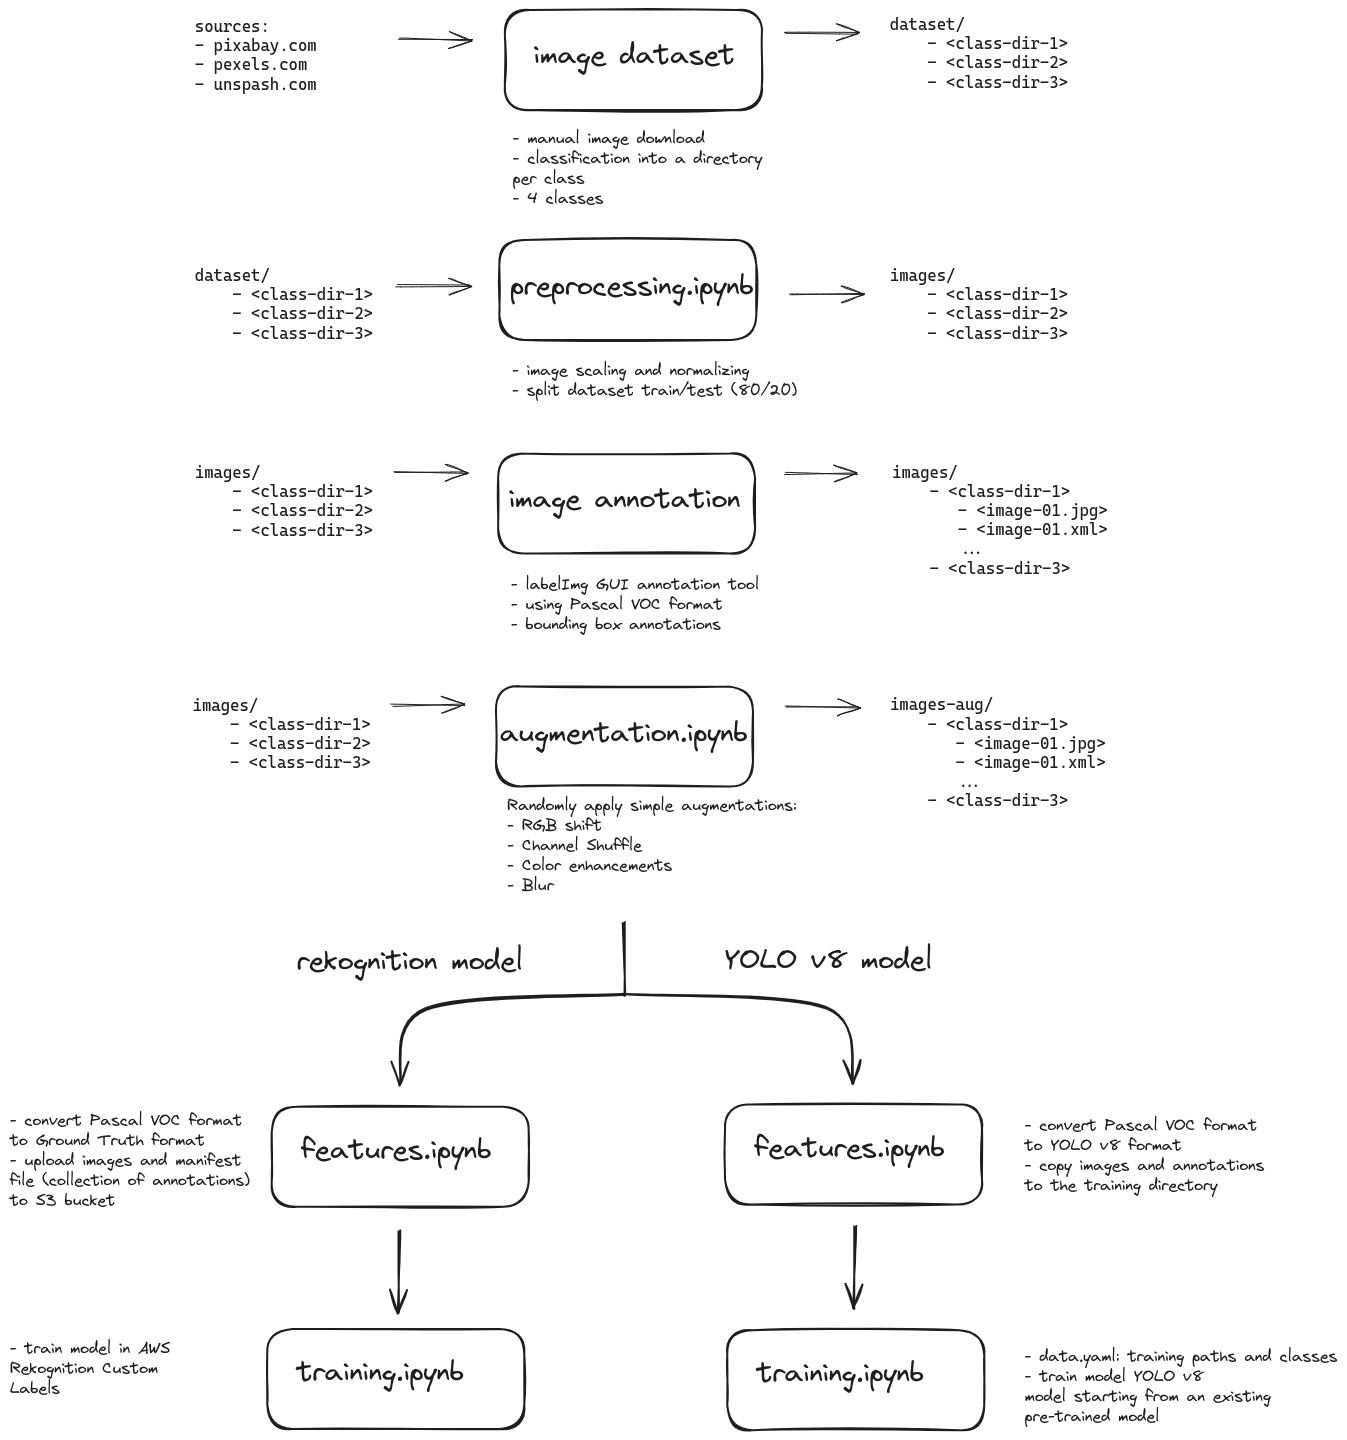 sources:
- pixabay.com
- pexels.com
- unspash.com
image dataset
dataset/
- <class-dir-1>
- <class-dir-2>
- <class-dir-3>
- manual image download
- classification into a directory
per class
- 4 classes
dataset/
- <class-dir-1>
- <class-dir-2>
- <class-dir-3>
preprocessing.ipynb
images/
- <class-dir-1>
- <class-dir-2>
- <class-dir-3>
- image scaling and normalizing
- split dataset train/test (80/20)
images/
- <class-dir-1>
- <class-dir-2>
- <class-dir-3>
image annotation
images/
- <class-dir-1>
- <image-01.jpg>
- <image-01.xml>
...
- <class-dir-3>
- labelImg GUI annotation tool
- using Pascal VOC format
- bounding box annotations
images/
- <class-dir-1>
- <class-dir-2>
- <class-dir-3>
augmentation.ipynb
images-aug/
- <class-dir-1>
- <image-01.jpg>
- <image-01.xml>
...
- <class-dir-3>
Randomly apply simple augmentations:
- RGB shift
- Channel Shuffle
- Color enhancements
- Blur
rekognition model
YOLO v8 model
- convert Pascal VOC format
to Ground Truth format
- upload images and manifest
file (collection of annotations)
to S3 bucket
features.ipynb
features.ipynb
- convert Pascal VOC format
to YOLO v8 format
- copy images and annotations
to the training directory
- train model in AWS
Rekognition Custom
Labels
training.ipynb
training.ipynb
- data.yaml: training paths and classes
- train model YOLO v8
model starting from an existing
pre-trained model